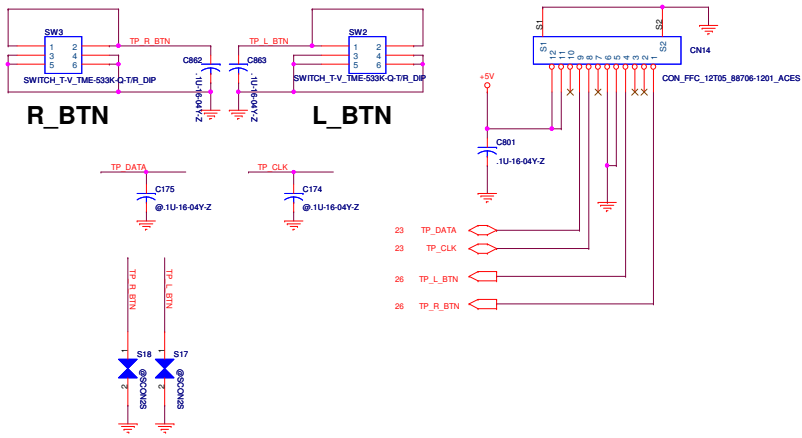 SW3
1 2
3 4
5 6
SWITCH_T-V_TME-533K-Q-T/R_DIP
TP_R_BTN
C862
.1U-16-04Y-Z
R_BTN
TP_L_BTN
C863
.1U-16-04Y-Z
SW2
1 2
3 4
5 6
SWITCH_T-V_TME-533K-Q-T/R_DIP
L_BTN
S1
S2
S1
S2
CN14
12 11 10 9 8 7 6 5 4 3 2 1
CON_FFC_12T05_88706-1201_ACES
+5V
C801
.1U-16-04Y-Z
TP_DATA
C175
@.1U-16-04Y-Z
TP_CLK
C174
@.1U-16-04Y-Z
23 TP_DATA
23 TP_CLK
26 TP_L_BTN
26 TP_R_BTN
TP_R_BTN
TP_L_BTN
1
S18
@SCON2S
2
1
S17
@SCON2S
2